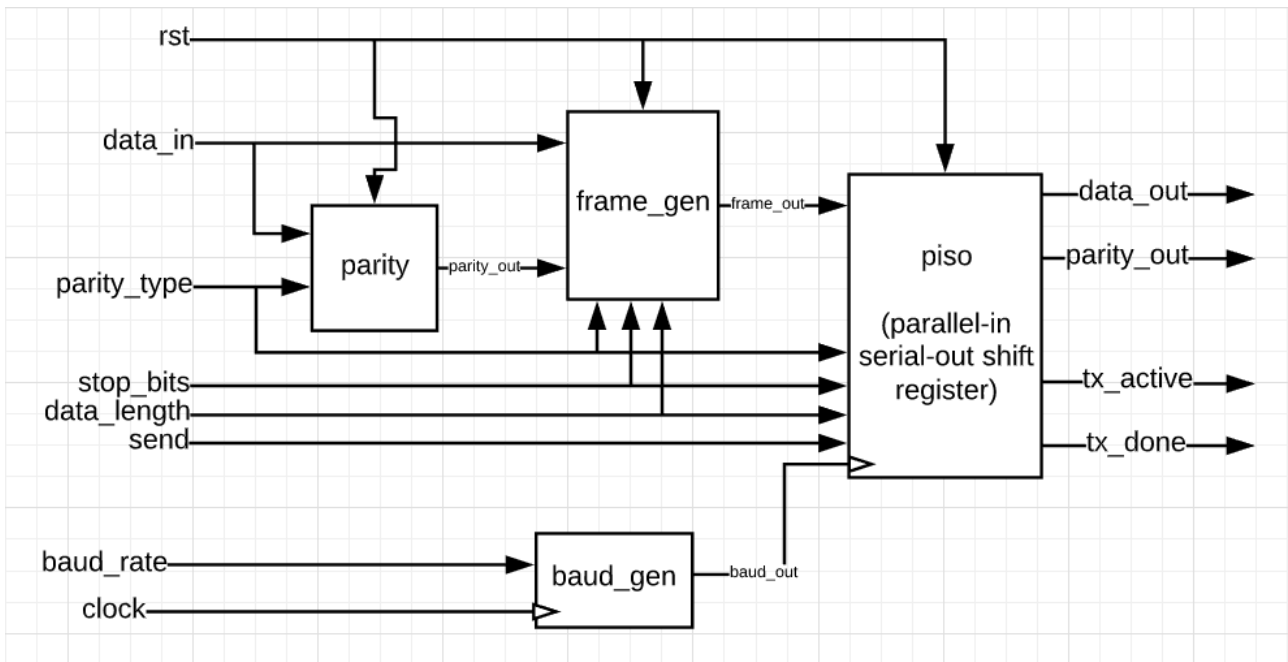 rst
data_in
parity_type
parity
parity_out
frame_gen
frame_out
stop_bits
data_length
send
piso
(parallel-in
serial-out shift
register)
data_out
parity_out
tx_active
tx_done
baud_rate
clock
baud_gen
baud_out